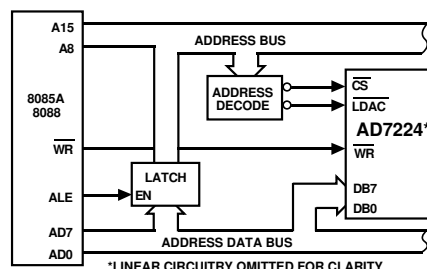 A15
A8
ADDRESS BUS
8085A
8088
ADDRESS
DECODE
CS
LDAC
AD7224*
WR
WR
LATCH
EN
ALE
DB7
DB0
AD7
ADDRESS DATA BUS
AD0
*LINEAR CIRCUITRY OMITTED FOR CLARITY